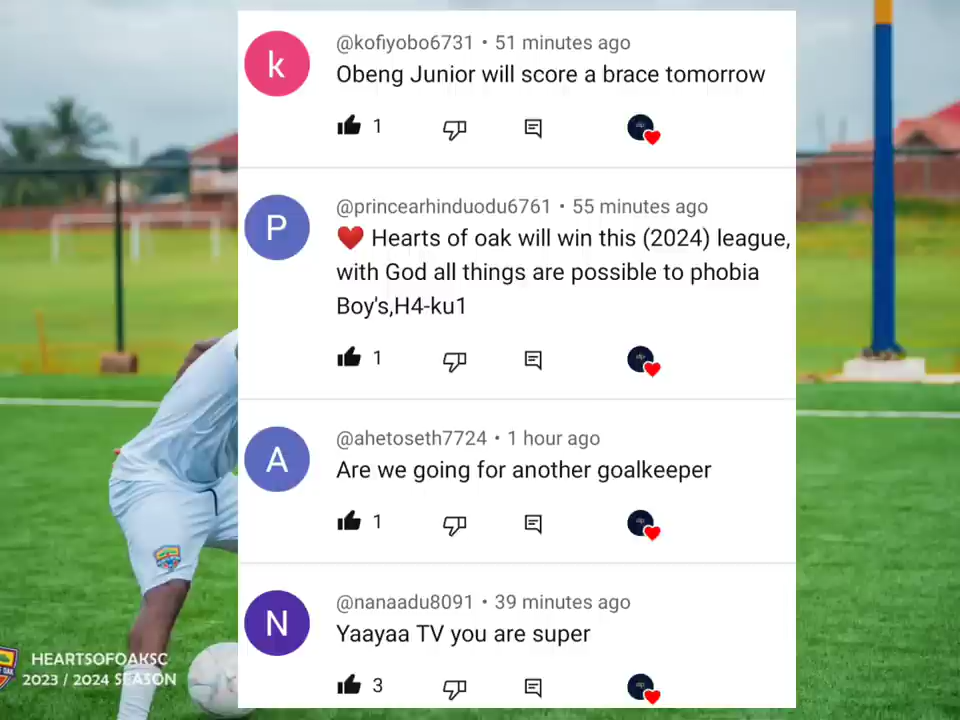 k
@kofiyobo6731 • 51 minutes ago
Obeng Junior will score a brace tomorrow
1
P
@princearhinduodu6761 • 55 minutes ago
❤️ Hearts of oak will win this (2024) league,
with God all things are possible to phobia
Boy's,H4-ku1
1
A
@ahetoseth7724 • 1 hour ago
Are we going for another goalkeeper
1
N
@nanaadu8091 • 39 minutes ago
Yaayaa TV you are super
3
HEARTSOFOAKSC
2023 / 2024 SEASON